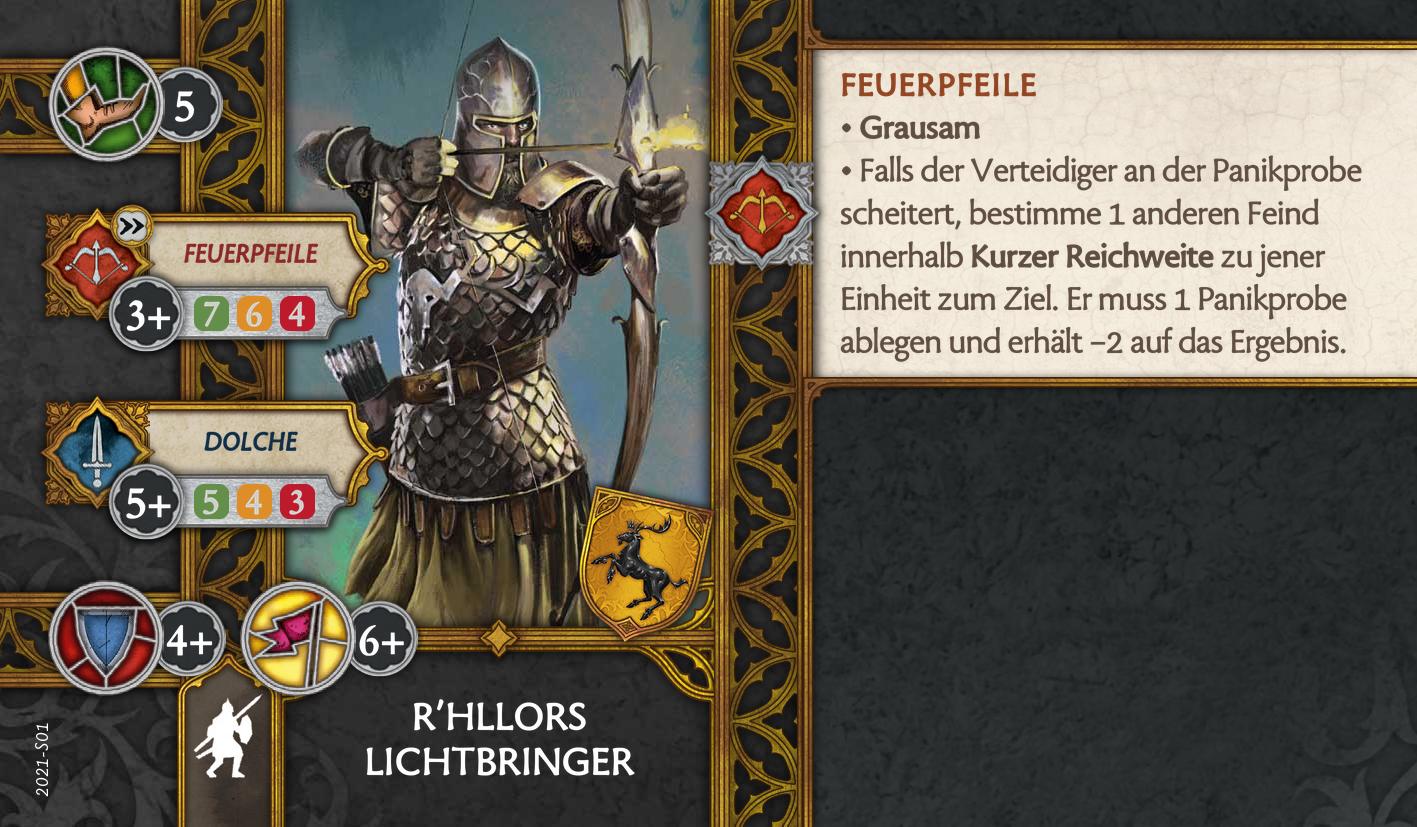 5
FEUERPFEILE
3+ 7 6 4
DOLCHE
5+ 5 4 3
4+ 6+
R'HLLORS
LICHTBRINGER
2021-S01
FEUERPFEILE
• Grausam
• Falls der Verteidiger an der Panikprobe
scheitert, bestimme 1 anderen Feind
innerhalb Kurzer Reichweite zu jener
Einheit zum Ziel. Er muss 1 Panikprobe
ablegen und erhält −2 auf das Ergebnis.